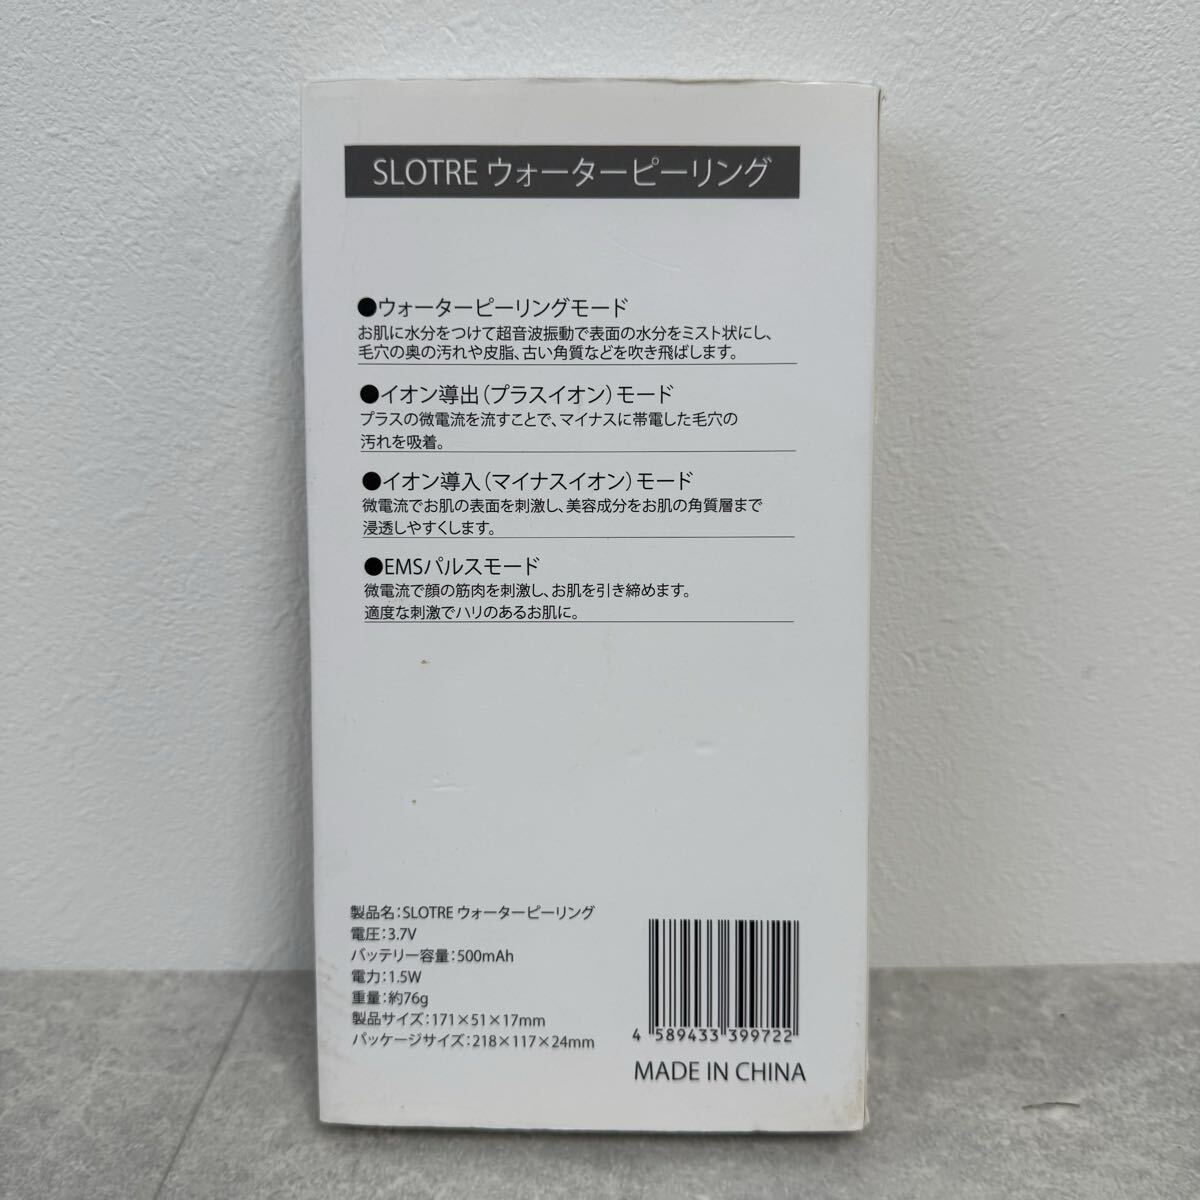 SLOTRE ウォーターピーリング
●ウォーターピーリングモード
お肌に水分をつけて超音波振動で表面の水分をミスト状にし、
毛穴の奥の汚れや皮脂、古い角質などを吹き飛ばします。
●イオン導出（プラスイオン）モード
プラスの微電流を流すことで、マイナスに帯電した毛穴の
汚れを吸着。
●イオン導入（マイナスイオン）モード
微電流でお肌の表面を刺激し、美容成分をお肌の角質層まで
浸透しやすくします。
●EMSパルスモード
微電流で顔の筋肉を刺激し、お肌を引き締めます。
適度な刺激でハリのあるお肌に。
製品名：SLOTRE ウォーターピーリング
電圧：3.7V
バッテリー容量：500mAh
電力：1.5W
重量：約76g
製品サイズ：171×51×17mm
パッケージサイズ：218×117×24mm
4 589433 399722
MADE IN CHINA